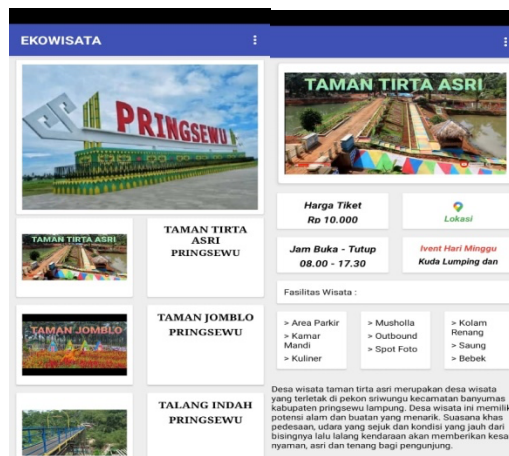 EKOWISATA
PRINGSEWU
TAMAN TIRTA ASRI
TAMAN TIRTA
ASRI
PRINGSEWU
TAMAN JOMBLO
TAMAN JOMBLO
PRINGSEWU
TALANG INDAH
PRINGSEWU
TAMAN TIRTA ASRI
Harga Tiket
Rp 10.000
Lokasi
Jam Buka - Tutup
08.00 - 17.30
Ivent Hari Minggu
Kuda Lumping dan
Fasilitas Wisata :
> Area Parkir
> Kamar
Mandi
> Kuliner
> Musholla
> Outbound
> Spot Foto
> Kolam
Renang
> Saung
> Bebek
Desa wisata taman tirta asri merupakan desa wisata
yang terletak di pekon sriwungu kecamatan banyumas
kabupaten pringsewu lampung. Desa wisata ini memilik
potensi alam dan buatan yang menarik. Suasana khas
pedesaan, udara yang sejuk dan kondisi yang jauh dari
bisingnya lalu lalang kendaraan akan memberikan kesa
nyaman, asri dan tenang bagi pengunjung.